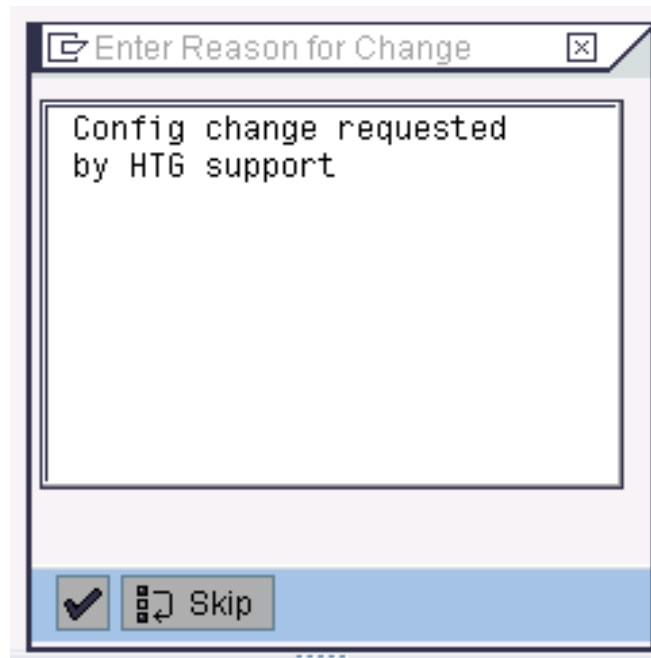 Enter Reason for Change
Config change requested
by HTG support
Skip